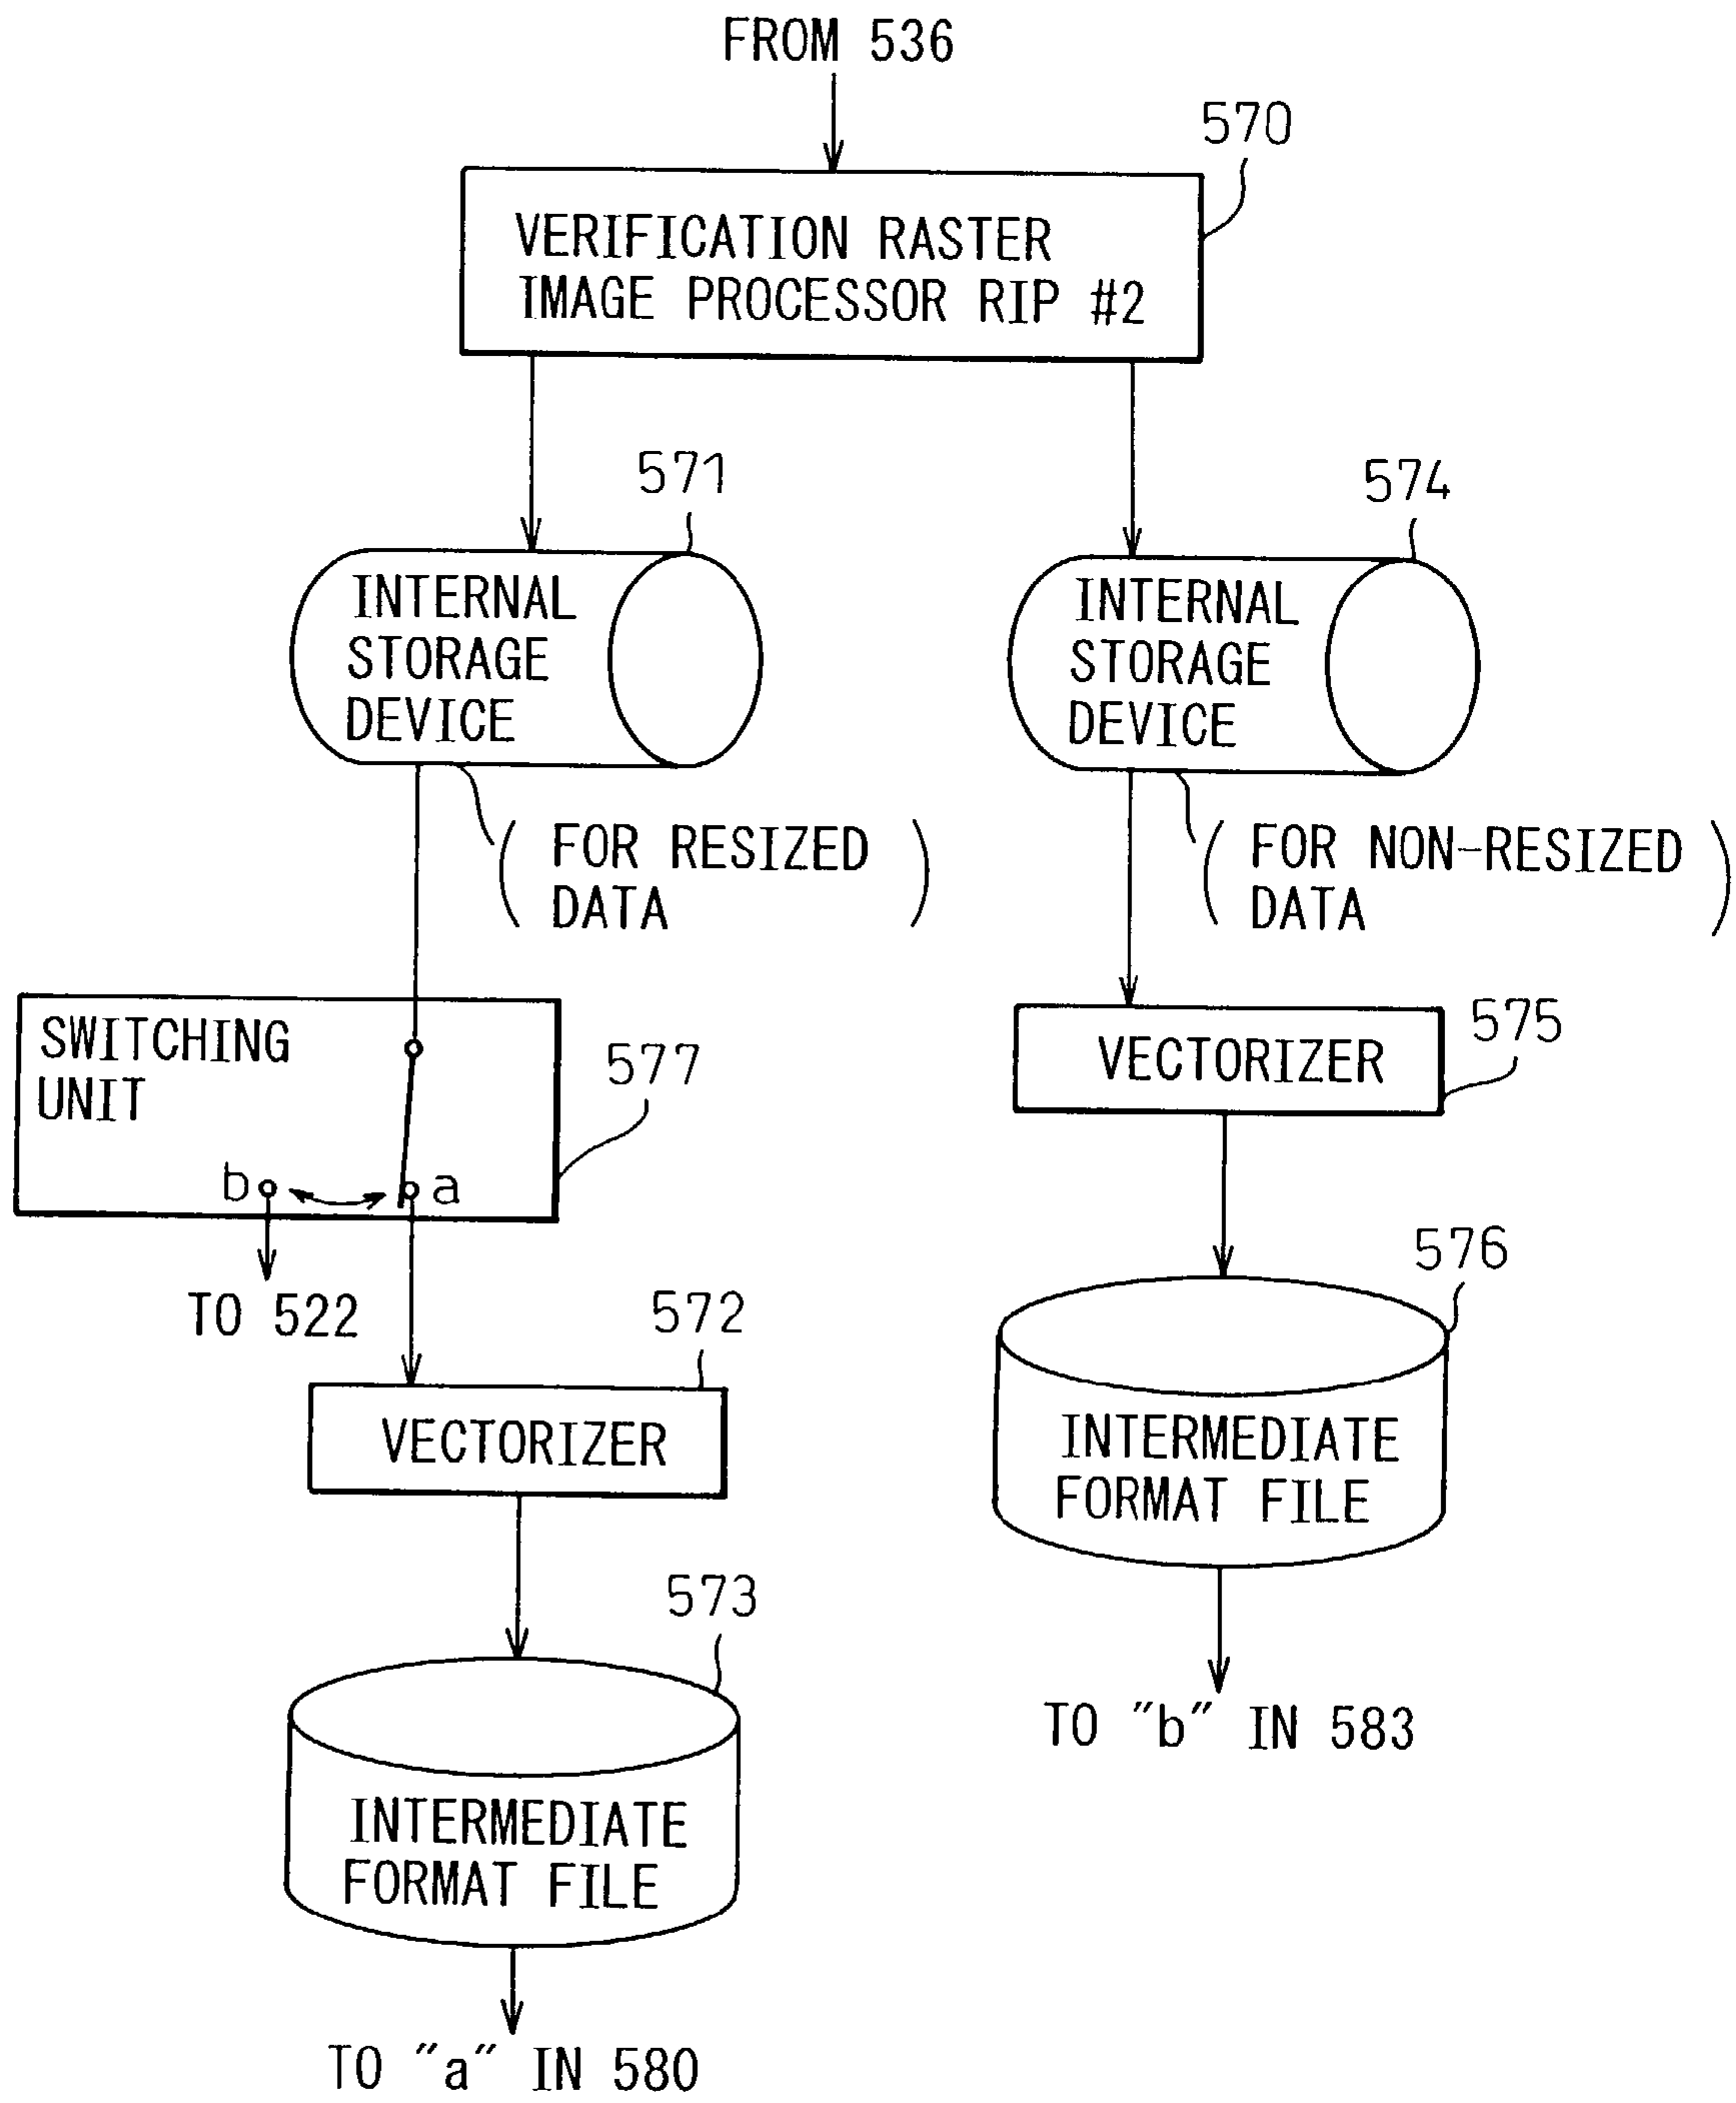 FROM 536
570
VERIFICATION RASTER
IMAGE PROCESSOR RIP #2
571
574
INTERNAL
STORAGE
DEVICE
INTERNAL
STORAGE
DEVICE
( FOR RESIZED
DATA )
( FOR NON-RESIZED
DATA )
SWITCHING
UNIT
577
b
a
TO 522
575
VECTORIZER
572
VECTORIZER
576
INTERMEDIATE
FORMAT FILE
TO "b" IN 583
573
INTERMEDIATE
FORMAT FILE
TO "a" IN 580